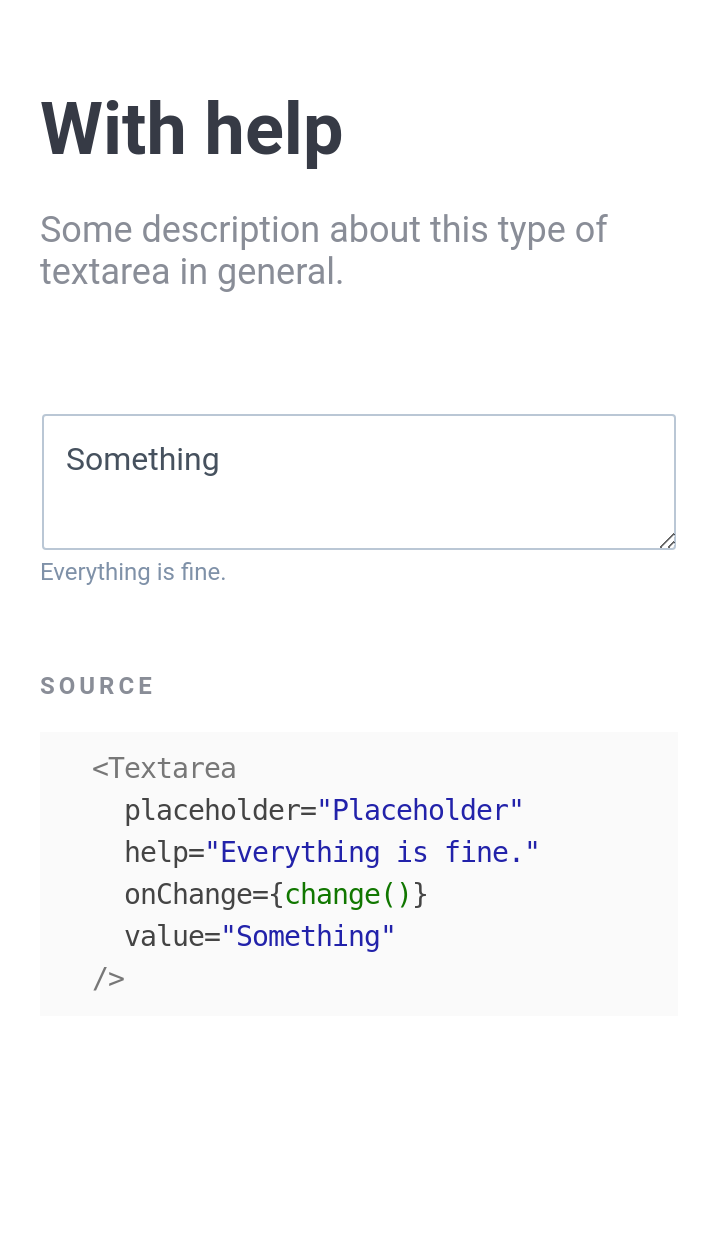 With help
Some description about this type of
textarea in general.
Something
Everything is fine.
SOURCE
<Textarea
  placeholder="Placeholder"
  help="Everything is fine."
  onChange={change()}
  value="Something"
/>